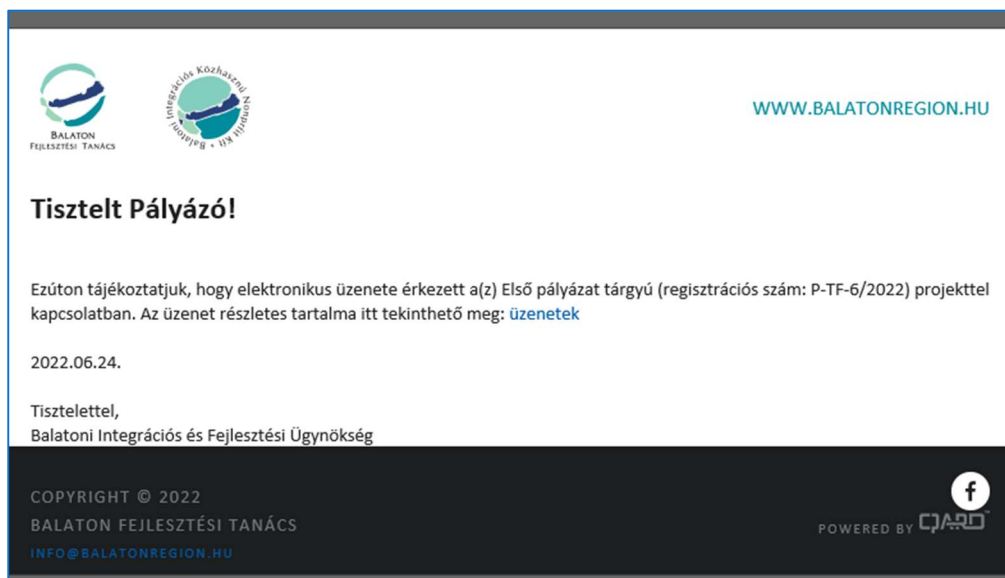 BALATON
FEJLESZTÉSI TANÁCS
Balatoni Integrációs Közhasznú Nonprofit Kft •
WWW.BALATONREGION.HU
Tisztelt Pályázó!
Ezúton tájékoztatjuk, hogy elektronikus üzenete érkezett a(z) Első pályázat tárgyú (regisztrációs szám: P-TF-6/2022) projekttel
kapcsolatban. Az üzenet részletes tartalma itt tekinthető meg: üzenetek
2022.06.24.
Tisztelettel,
Balatoni Integrációs és Fejlesztési Ügynökség
COPYRIGHT © 2022
BALATON FEJLESZTÉSI TANÁCS
INFO@BALATONREGION.HU
f
POWERED BY QARD™